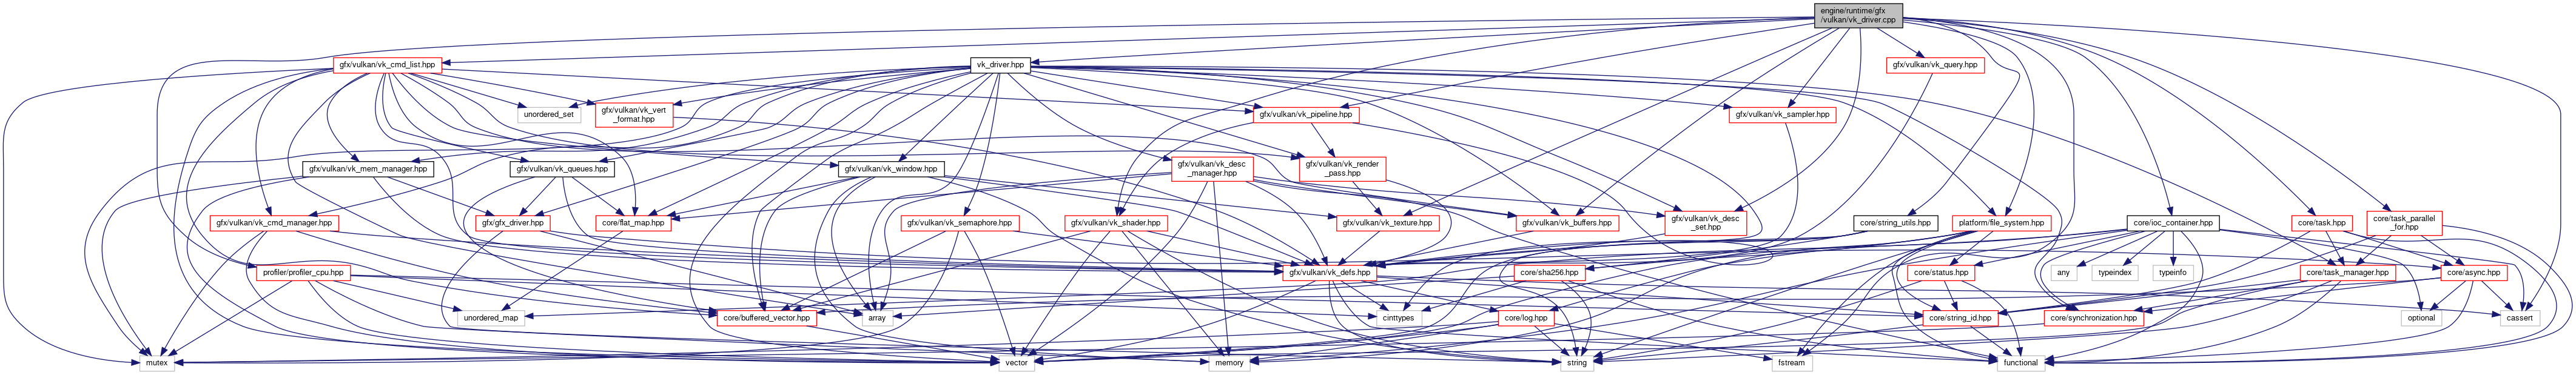 engine/runtime/gfx
/vulkan/vk_driver.cpp
gfx/vulkan/vk_cmd_list.hpp
vk_driver.hpp
gfx/vulkan/vk_query.hpp
unordered_set
gfx/vulkan/vk_vert
_format.hpp
gfx/vulkan/vk_pipeline.hpp
gfx/vulkan/vk_sampler.hpp
gfx/vulkan/vk_mem_manager.hpp
gfx/vulkan/vk_queues.hpp
gfx/vulkan/vk_window.hpp
gfx/vulkan/vk_desc
_manager.hpp
gfx/vulkan/vk_render
_pass.hpp
gfx/vulkan/vk_cmd_manager.hpp
gfx/gfx_driver.hpp
core/flat_map.hpp
gfx/vulkan/vk_semaphore.hpp
gfx/vulkan/vk_shader.hpp
gfx/vulkan/vk_texture.hpp
gfx/vulkan/vk_buffers.hpp
gfx/vulkan/vk_desc
_set.hpp
core/string_utils.hpp
platform/file_system.hpp
core/ioc_container.hpp
core/task.hpp
core/task_parallel
_for.hpp
profiler/profiler_cpu.hpp
gfx/vulkan/vk_defs.hpp
core/sha256.hpp
core/status.hpp
any
typeindex
typeinfo
core/task_manager.hpp
core/async.hpp
unordered_map
core/buffered_vector.hpp
array
cinttypes
core/log.hpp
core/string_id.hpp
core/synchronization.hpp
optional
cassert
mutex
vector
memory
string
fstream
functional